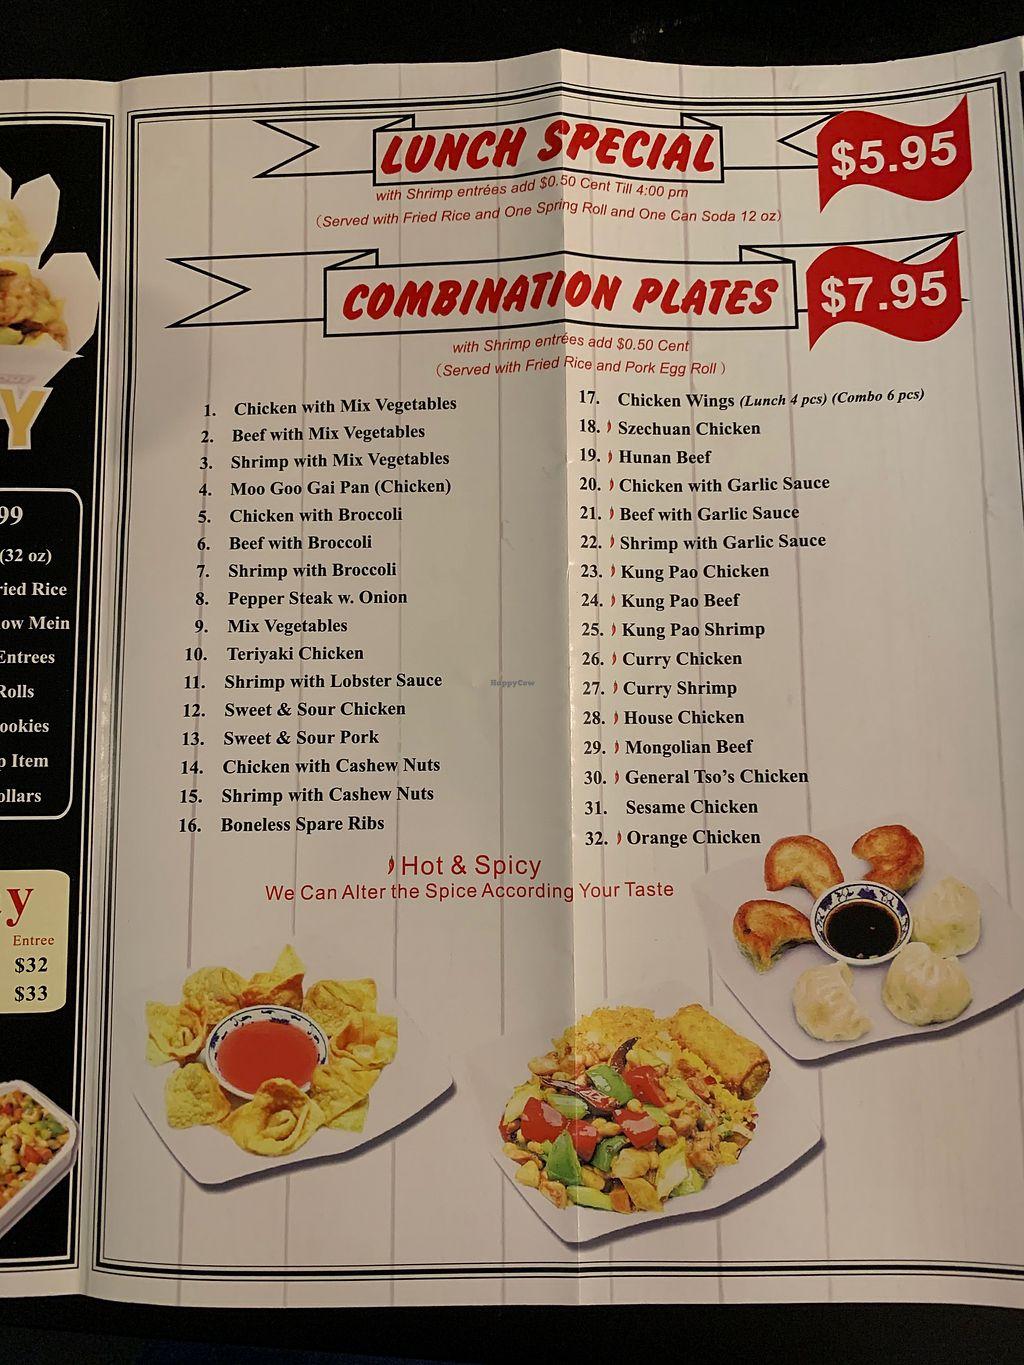 LUNCH SPECIAL
$5.95
with Shrimp entrées add $0.50 Cent Till 4:00 pm
(Served with Fried Rice and One Spring Roll and One Can Soda 12 oz)
COMBINATION PLATES
$7.95
with Shrimp entrées add $0.50 Cent
(Served with Fried Rice and Pork Egg Roll )
1. Chicken with Mix Vegetables
2. Beef with Mix Vegetables
3. Shrimp with Mix Vegetables
4. Moo Goo Gai Pan (Chicken)
5. Chicken with Broccoli
6. Beef with Broccoli
7. Shrimp with Broccoli
8. Pepper Steak w. Onion
9. Mix Vegetables
10. Teriyaki Chicken
11. Shrimp with Lobster Sauce
12. Sweet & Sour Chicken
13. Sweet & Sour Pork
14. Chicken with Cashew Nuts
15. Shrimp with Cashew Nuts
16. Boneless Spare Ribs
17. Chicken Wings (Lunch 4 pcs) (Combo 6 pcs)
18. Szechuan Chicken
19. Hunan Beef
20. Chicken with Garlic Sauce
21. Beef with Garlic Sauce
22. Shrimp with Garlic Sauce
23. Kung Pao Chicken
24. Kung Pao Beef
25. Kung Pao Shrimp
26. Curry Chicken
27. Curry Shrimp
28. House Chicken
29. Mongolian Beef
30. General Tso's Chicken
31. Sesame Chicken
32. Orange Chicken
Hot & Spicy
We Can Alter the Spice According Your Taste
HappyCow
Y
99
(32 oz)
ried Rice
ow Mein
Entrees
Rolls
ookies
p Item
ollars
y
Entree
$32
$33